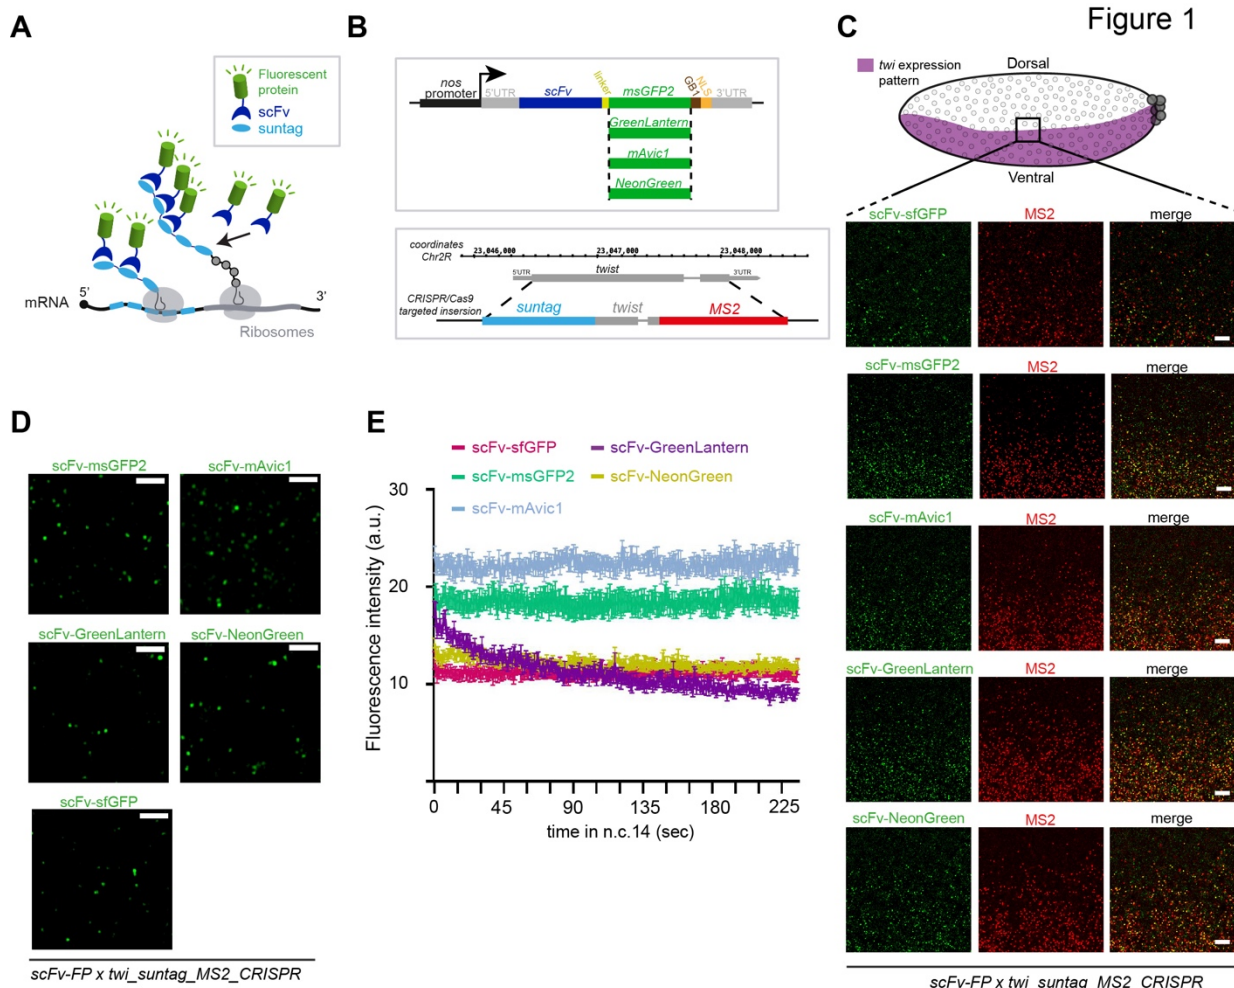 Figure 1
A
Fluorescent
protein
scFv
suntag
mRNA
5'
3'
Ribosomes
B
nos
promoter
5'UTR
scFv
linker
msGFP2
GB1
NLS
3'UTR
GreenLantern
mAvic1
NeonGreen
coordinates
Chr2R
23,046,000
23,047,000
23,048,000
5'UTR
twist
3'UTR
CRISPR/Cas9
targeted insersion
suntag
twist
MS2
C
twi expression
pattern
Dorsal
Ventral
scFv-sfGFP
MS2
merge
scFv-msGFP2
MS2
merge
scFv-mAvic1
MS2
merge
scFv-GreenLantern
MS2
merge
scFv-NeonGreen
MS2
merge
scFv-FP x twi_suntag_MS2_CRISPR
D
scFv-msGFP2
scFv-mAvic1
scFv-GreenLantern
scFv-NeonGreen
scFv-sfGFP
scFv-FP x twi_suntag_MS2_CRISPR
E
scFv-sfGFP
scFv-GreenLantern
scFv-msGFP2
scFv-NeonGreen
scFv-mAvic1
Fluorescence intensity (a.u.)
30
20
10
0 45 90 135 180 225
time in n.c.14 (sec)